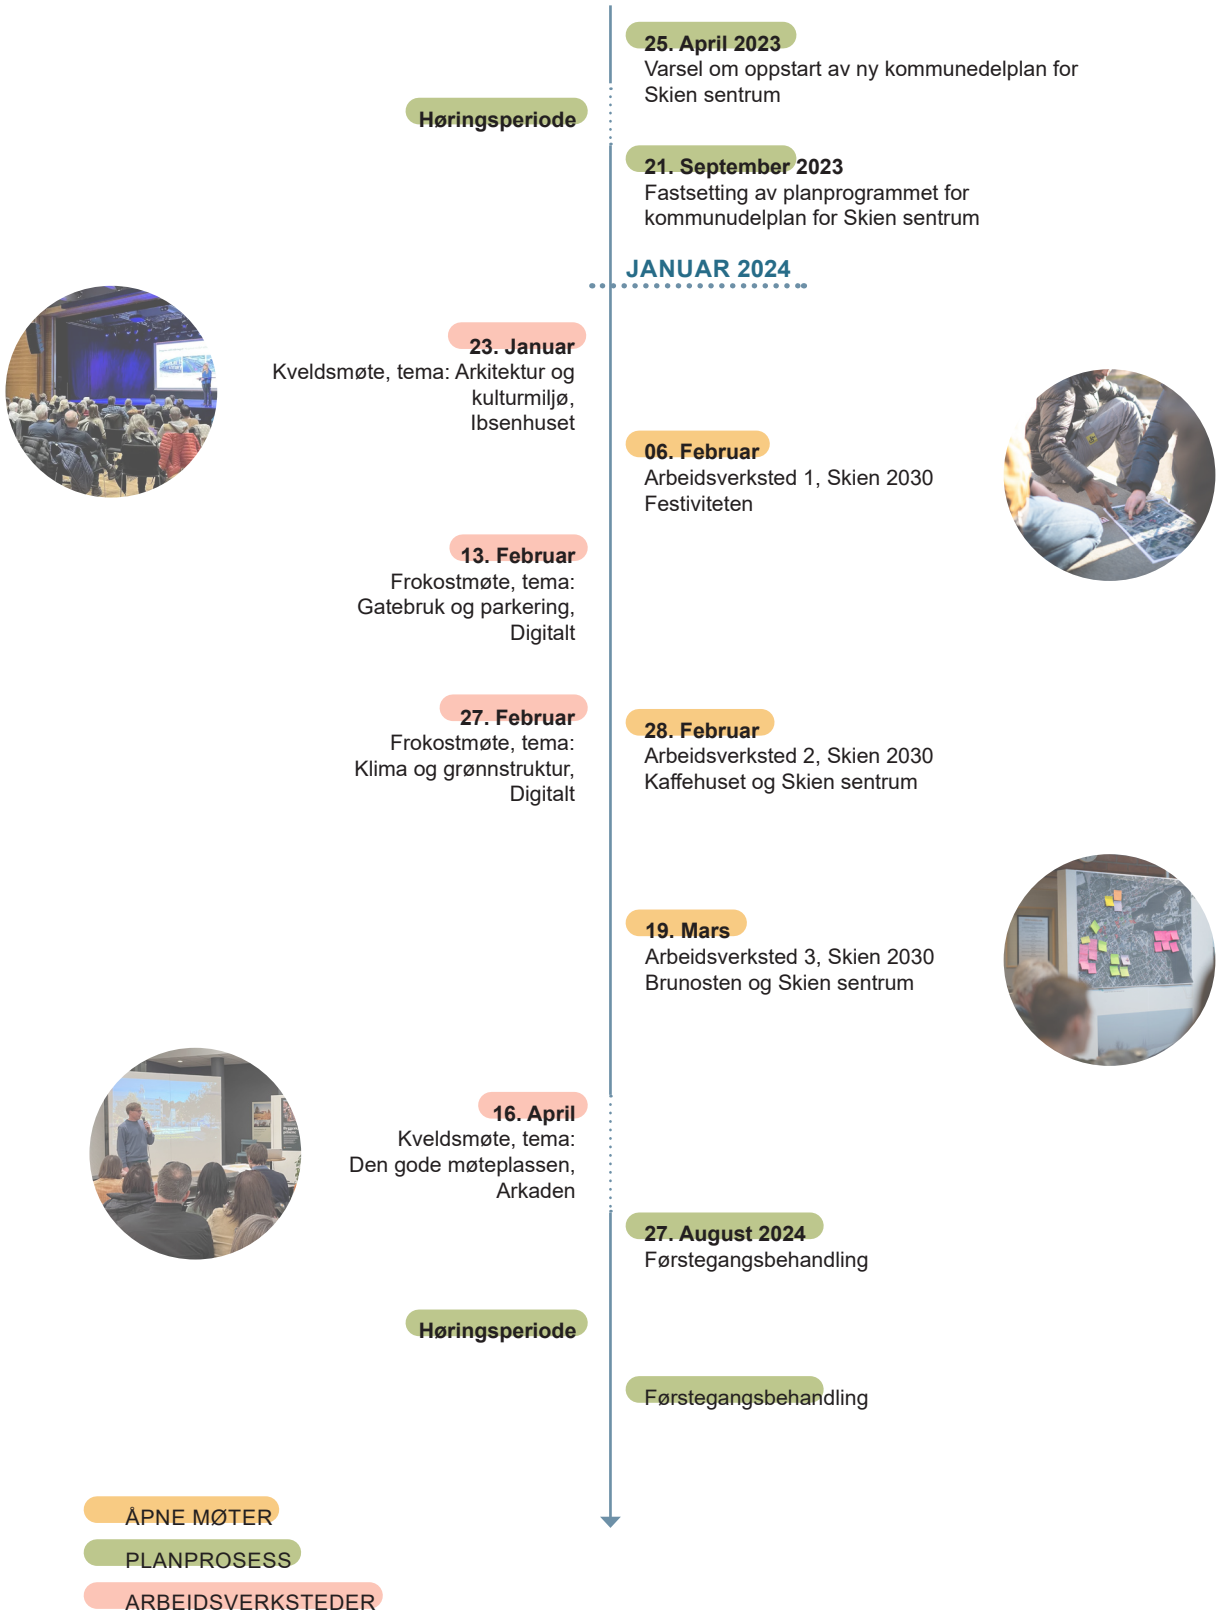 25. April 2023
Varsel om oppstart av ny kommunedelplan for
Skien sentrum
Høringsperiode
21. September 2023
Fastsetting av planprogrammet for
kommunudelplan for Skien sentrum
JANUAR 2024
23. Januar
Kveldsmøte, tema: Arkitektur og
kulturmiljø,
Ibsenhuset
06. Februar
Arbeidsverksted 1, Skien 2030
Festiviteten
13. Februar
Frokostmøte, tema:
Gatebruk og parkering,
Digitalt
27. Februar
Frokostmøte, tema:
Klima og grønnstruktur,
Digitalt
28. Februar
Arbeidsverksted 2, Skien 2030
Kaffehuset og Skien sentrum
19. Mars
Arbeidsverksted 3, Skien 2030
Brunosten og Skien sentrum
16. April
Kveldsmøte, tema:
Den gode møteplassen,
Arkaden
27. August 2024
Førstegangsbehandling
Høringsperiode
Førstegangsbehandling
ÅPNE MØTER
PLANPROSESS
ARBEIDSVERKSTEDER